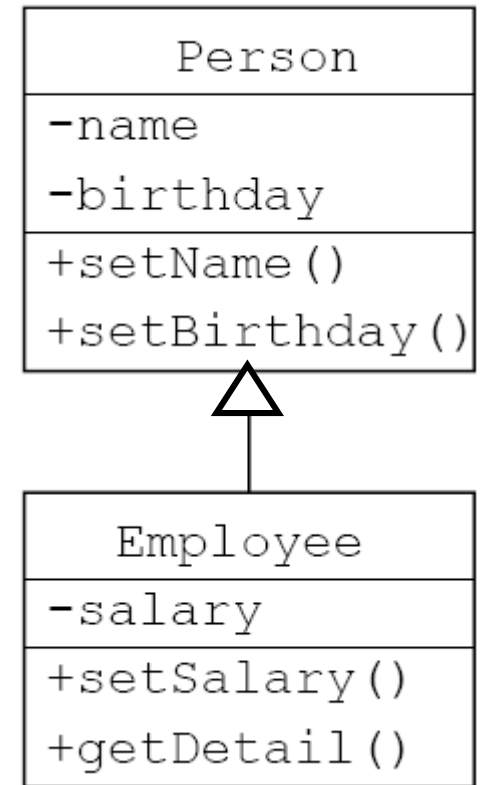 Person
-name
-birthday
+setName()
+setBirthday()
Employee
-salary
+setSalary()
+getDetail()